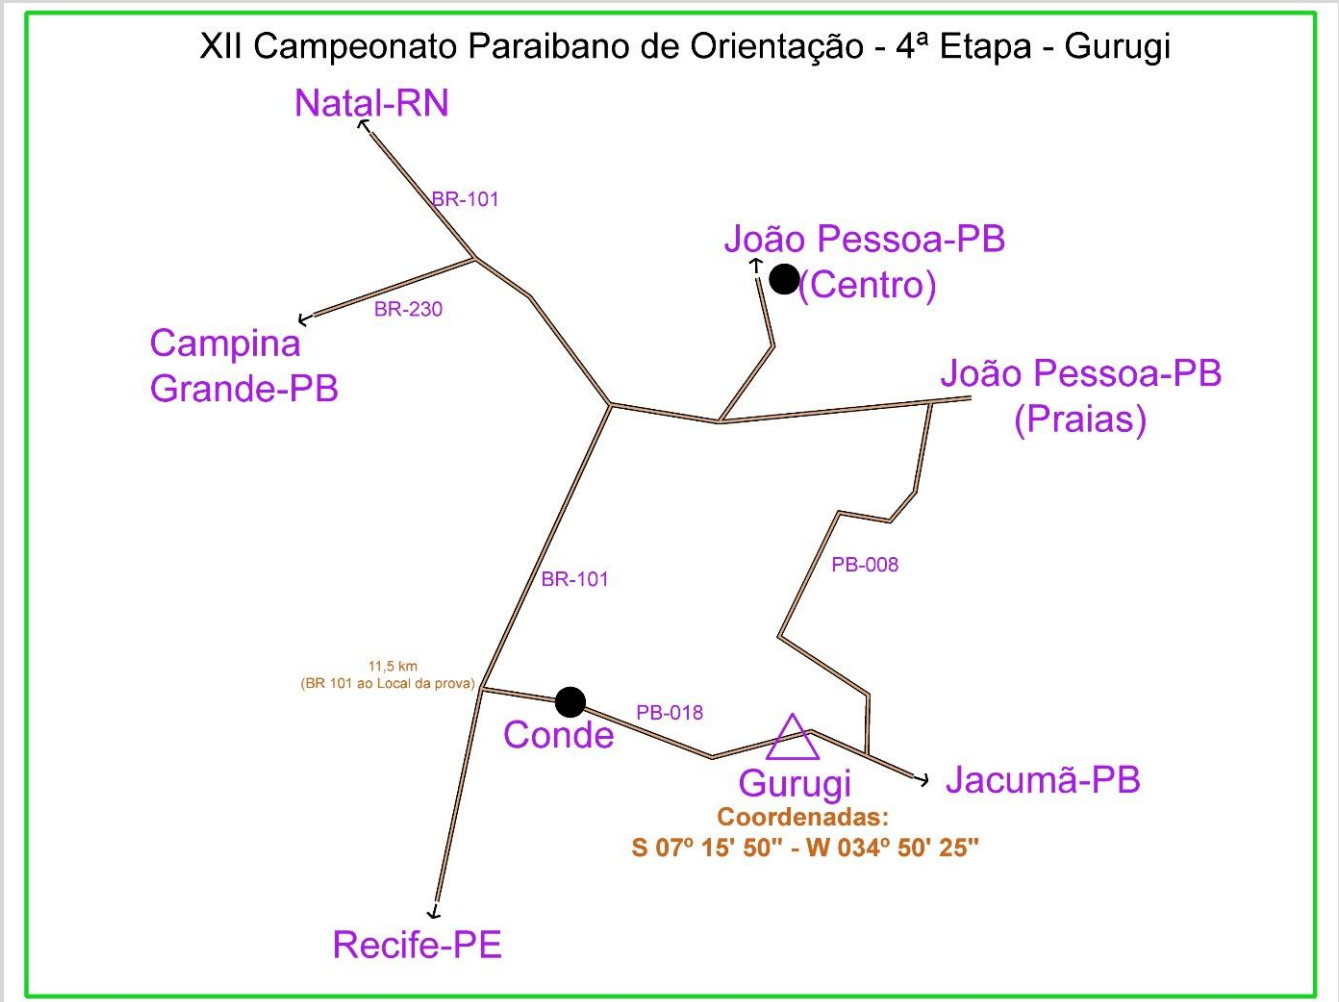 XII Campeonato Paraibano de Orientação - 4ª Etapa - Gurugi
Natal-RN
BR-101
João Pessoa-PB
(Centro)
BR-230
Campina
Grande-PB
João Pessoa-PB
(Praias)
PB-008
BR-101
11,5 km
(BR 101 ao Local da prova)
PB-018
Conde
Gurugi
Jacumã-PB
Coordenadas:
S 07º 15' 50" - W 034º 50' 25"
Recife-PE